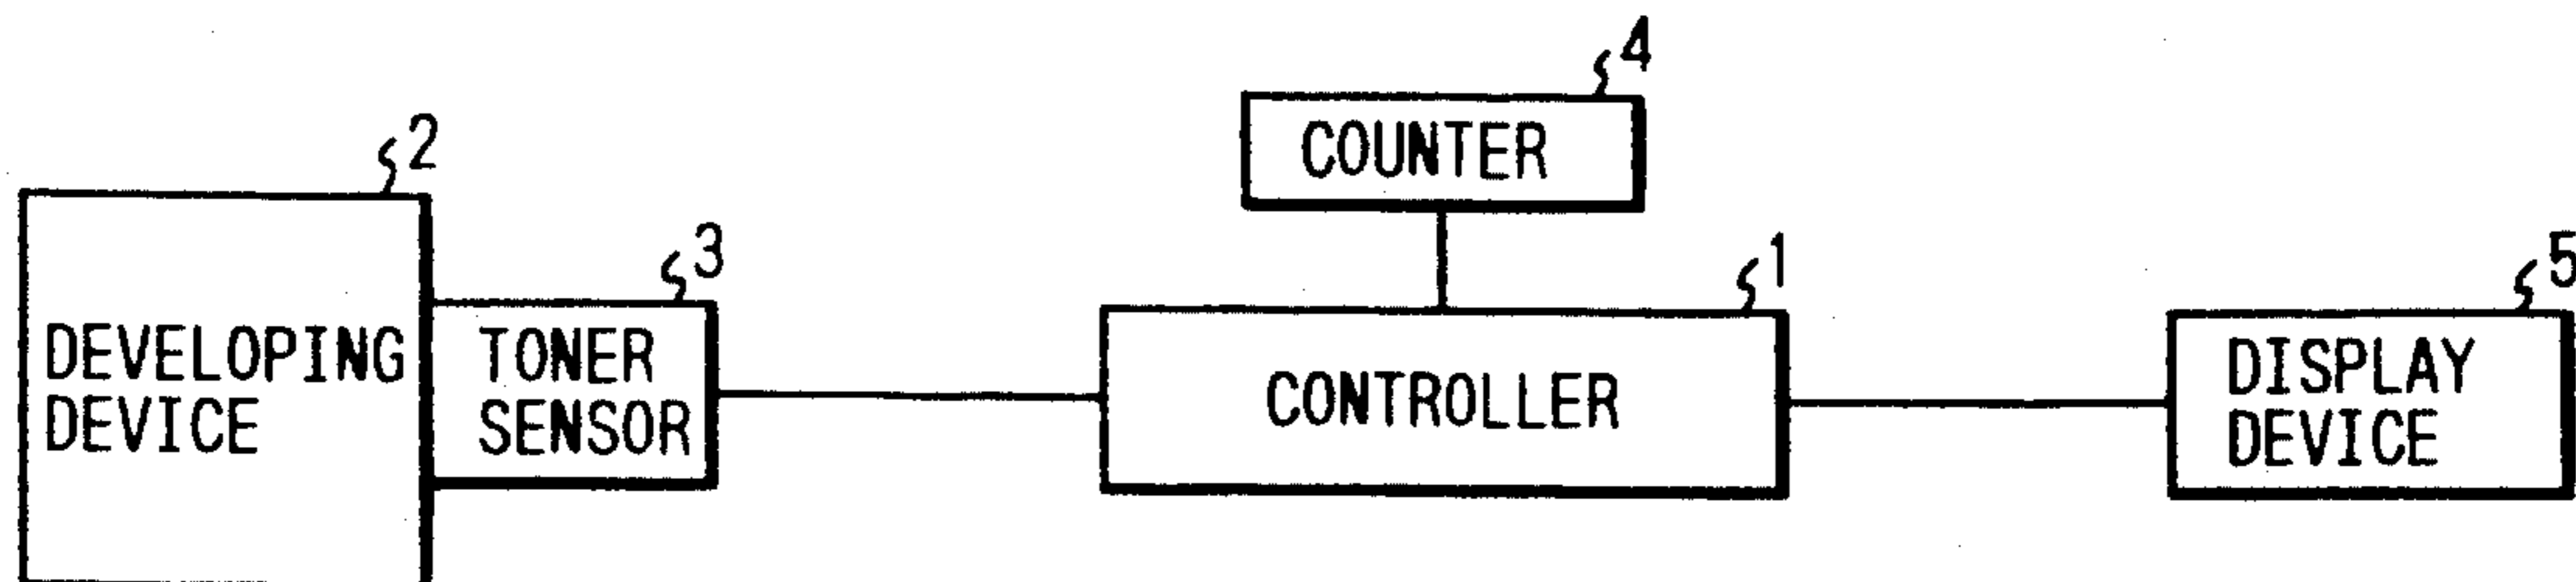 4
COUNTER
2
3
1
5
DEVELOPING
DEVICE
TONER
SENSOR
CONTROLLER
DISPLAY
DEVICE